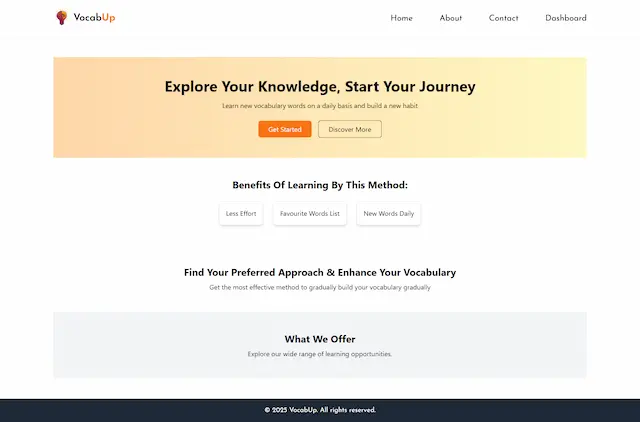 VocabUp
Home About Contact Dashboard
Explore Your Knowledge, Start Your Journey
Learn new vocabulary words on a daily basis and build a new habit
Get Started Discover More
Benefits Of Learning By This Method:
Less Effort Favourite Words List New Words Daily
Find Your Preferred Approach & Enhance Your Vocabulary
Get the most effective method to gradually build your vocabulary gradually
What We Offer
Explore our wide range of learning opportunities.
© 2025 VocabUp. All rights reserved.